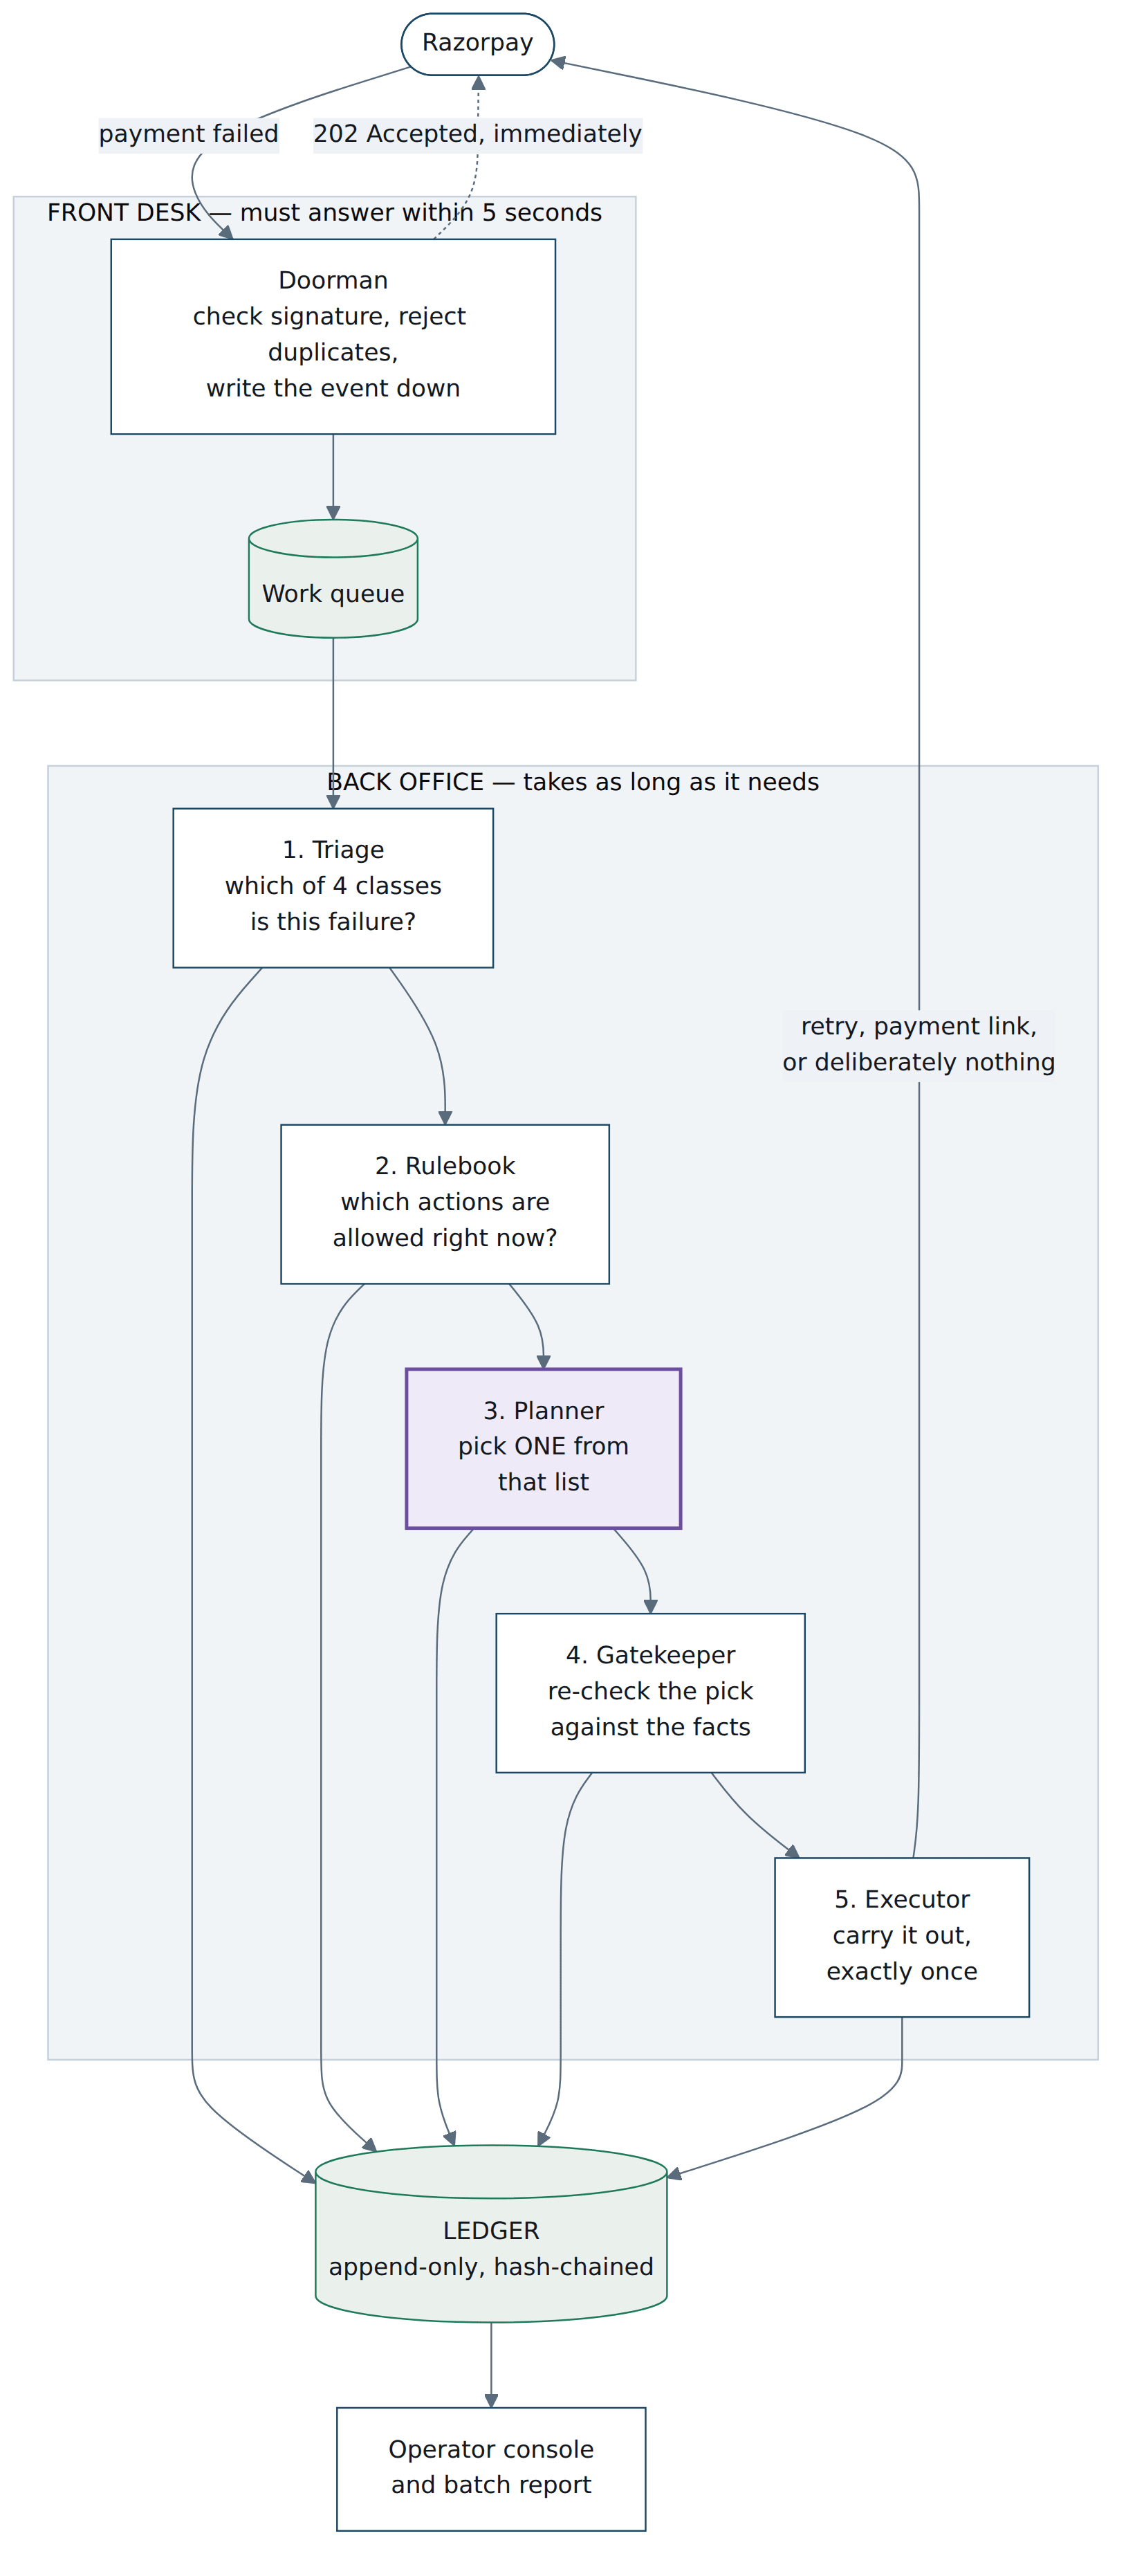 Razorpay
payment failed
202 Accepted, immediately
FRONT DESK — must answer within 5 seconds
Doorman
check signature, reject
duplicates,
write the event down
Work queue
BACK OFFICE — takes as long as it needs
1. Triage
which of 4 classes
is this failure?
retry, payment link,
or deliberately nothing
2. Rulebook
which actions are
allowed right now?
3. Planner
pick ONE from
that list
4. Gatekeeper
re-check the pick
against the facts
5. Executor
carry it out,
exactly once
LEDGER
append-only, hash-chained
Operator console
and batch report